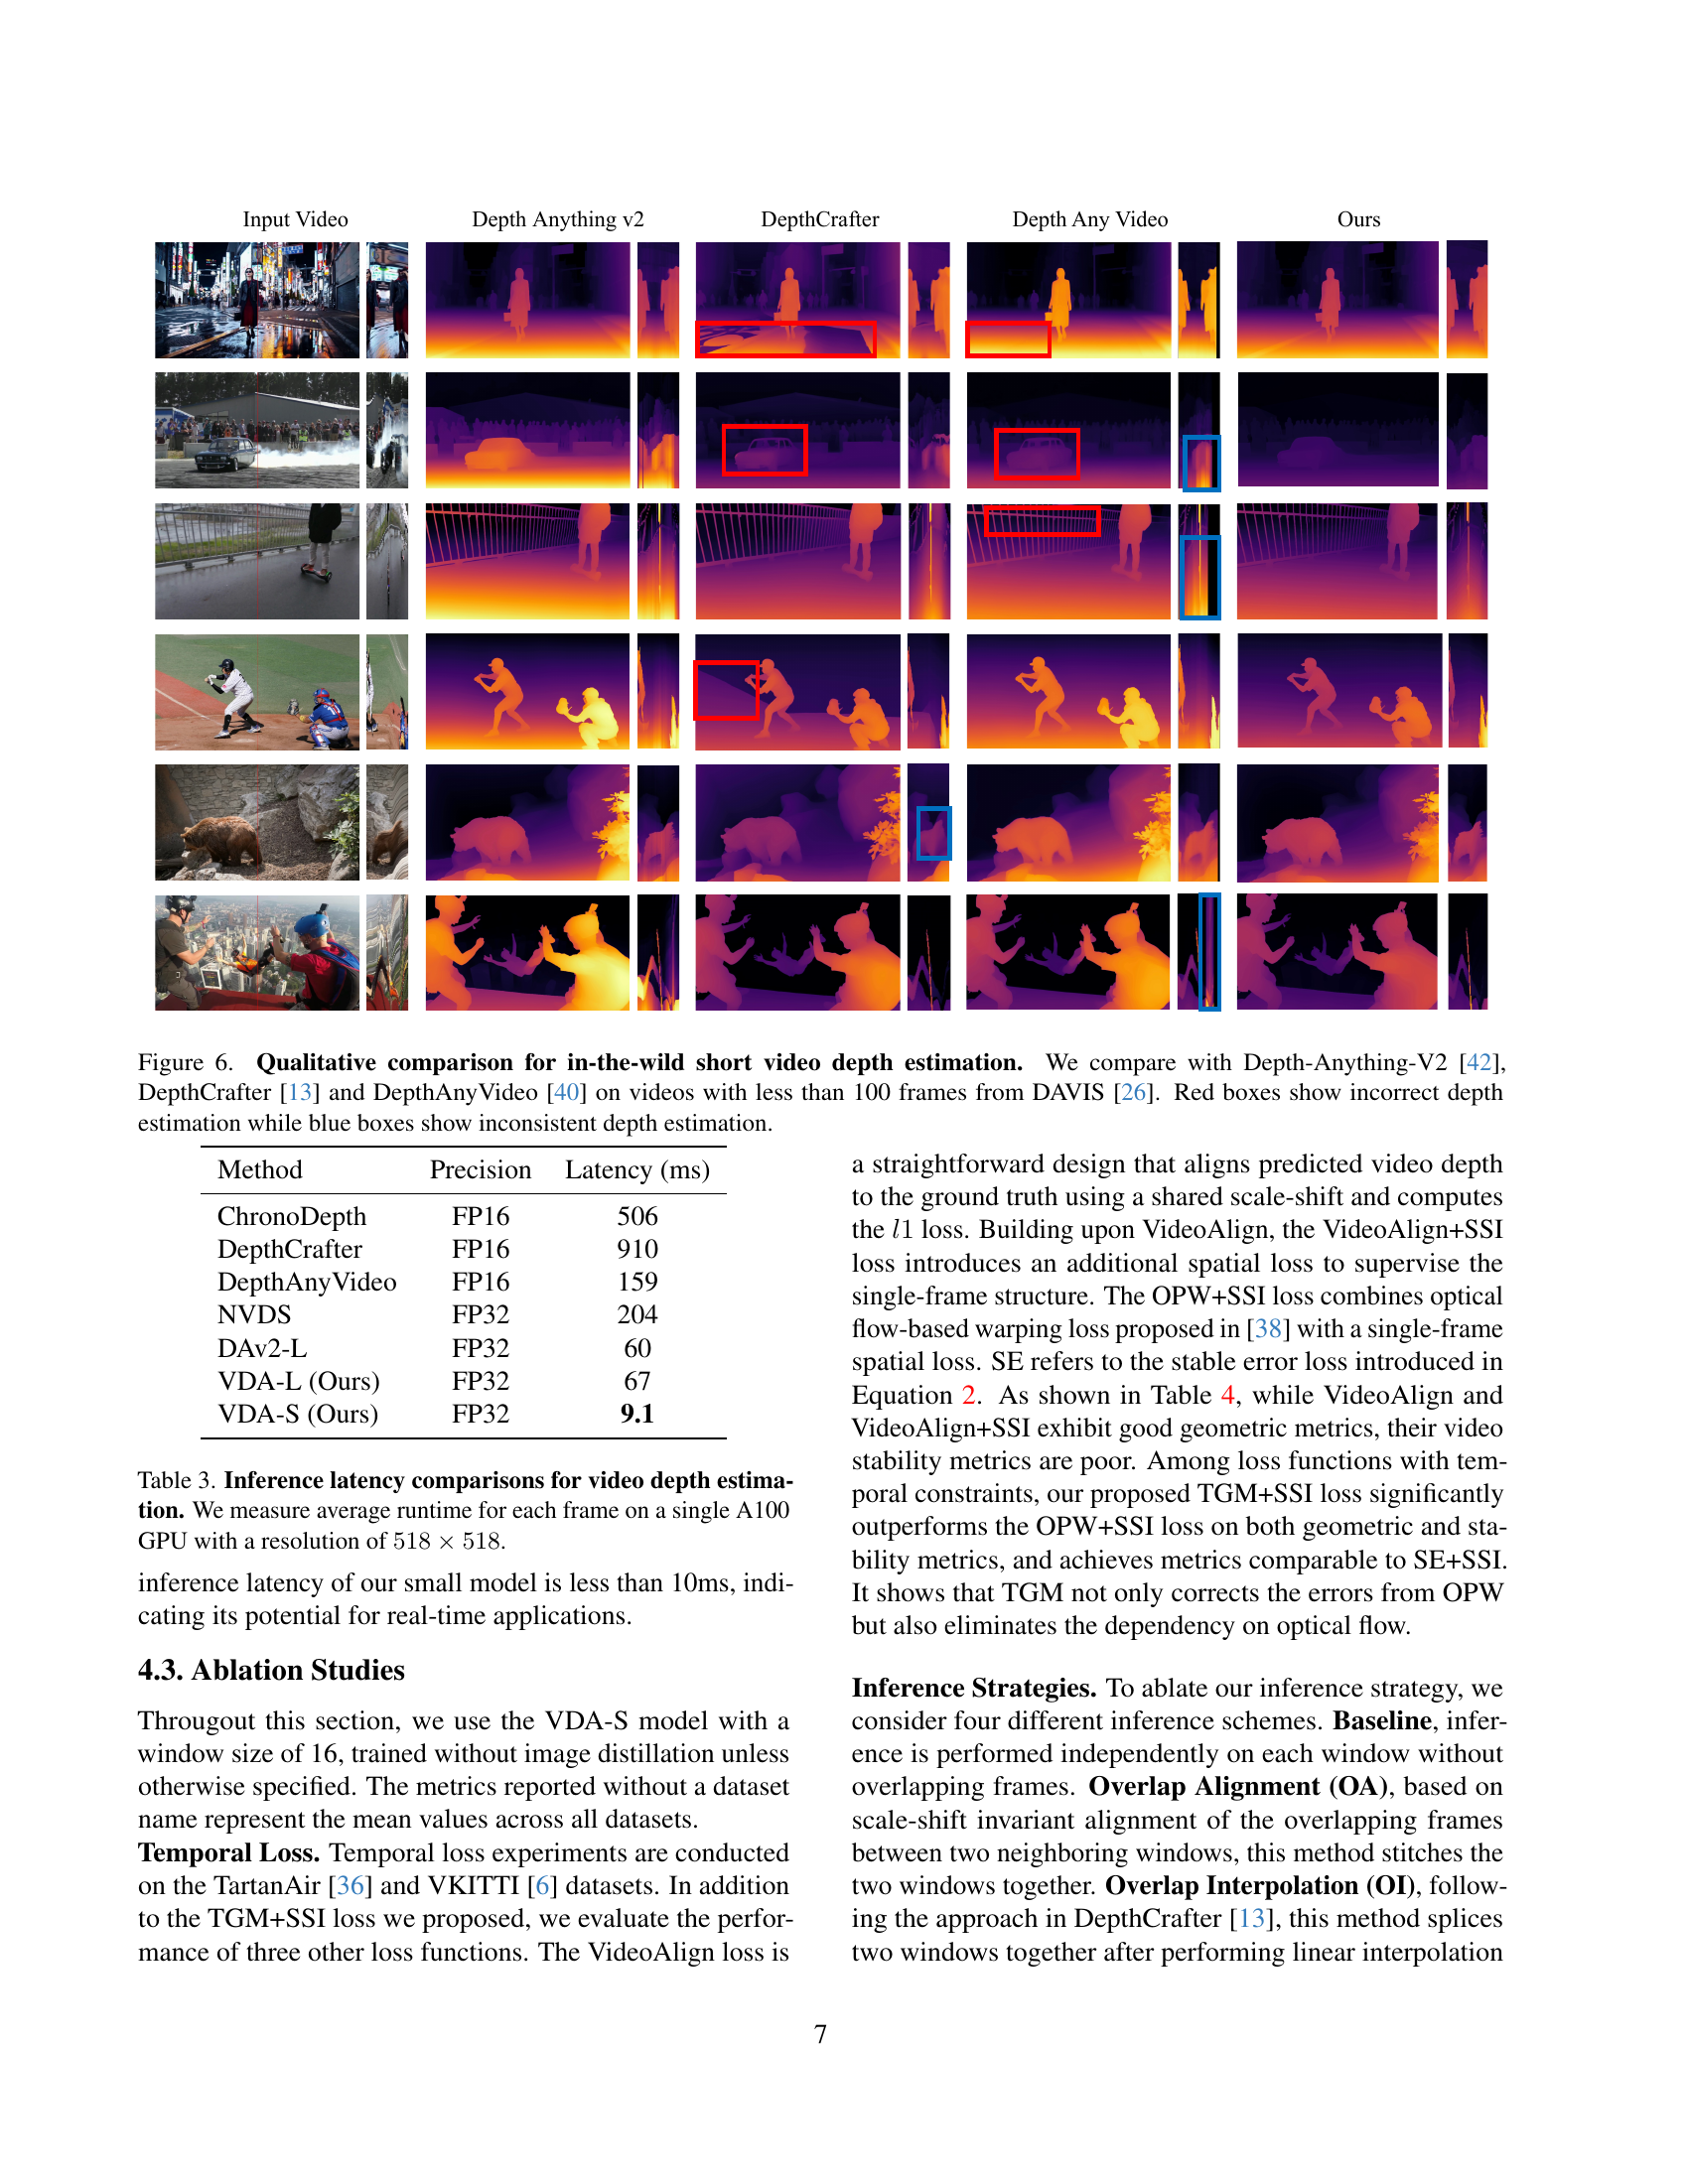 Input Video
Depth Anything v2
DepthCrafter
Depth Any Video
Ours
Figure 6. Qualitative comparison for in-the-wild short video depth estimation. We compare with Depth-Anything-V2 [42],
DepthCrafter [13] and DepthAnyVideo [40] on videos with less than 100 frames from DAVIS [26]. Red boxes show incorrect depth
estimation while blue boxes show inconsistent depth estimation.
Method Precision Latency (ms)
ChronoDepth FP16 506
DepthCrafter FP16 910
DepthAnyVideo FP16 159
NVDS FP32 204
DAv2-L FP32 60
VDA-L (Ours) FP32 67
VDA-S (Ours) FP32 9.1
Table 3. Inference latency comparisons for video depth estima-
tion. We measure average runtime for each frame on a single A100
GPU with a resolution of 518 × 518.
inference latency of our small model is less than 10ms, indi-
cating its potential for real-time applications.
4.3. Ablation Studies
Througout this section, we use the VDA-S model with a
window size of 16, trained without image distillation unless
otherwise specified. The metrics reported without a dataset
name represent the mean values across all datasets.
Temporal Loss. Temporal loss experiments are conducted
on the TartanAir [36] and VKITTI [6] datasets. In addition
to the TGM+SSI loss we proposed, we evaluate the perfor-
mance of three other loss functions. The VideoAlign loss is
a straightforward design that aligns predicted video depth
to the ground truth using a shared scale-shift and computes
the l1 loss. Building upon VideoAlign, the VideoAlign+SSI
loss introduces an additional spatial loss to supervise the
single-frame structure. The OPW+SSI loss combines optical
flow-based warping loss proposed in [38] with a single-frame
spatial loss. SE refers to the stable error loss introduced in
Equation 2. As shown in Table 4, while VideoAlign and
VideoAlign+SSI exhibit good geometric metrics, their video
stability metrics are poor. Among loss functions with tem-
poral constraints, our proposed TGM+SSI loss significantly
outperforms the OPW+SSI loss on both geometric and sta-
bility metrics, and achieves metrics comparable to SE+SSI.
It shows that TGM not only corrects the errors from OPW
but also eliminates the dependency on optical flow.
Inference Strategies. To ablate our inference strategy, we
consider four different inference schemes. Baseline, infer-
ence is performed independently on each window without
overlapping frames. Overlap Alignment (OA), based on
scale-shift invariant alignment of the overlapping frames
between two neighboring windows, this method stitches the
two windows together. Overlap Interpolation (OI), follow-
ing the approach in DepthCrafter [13], this method splices
two windows together after performing linear interpolation
7